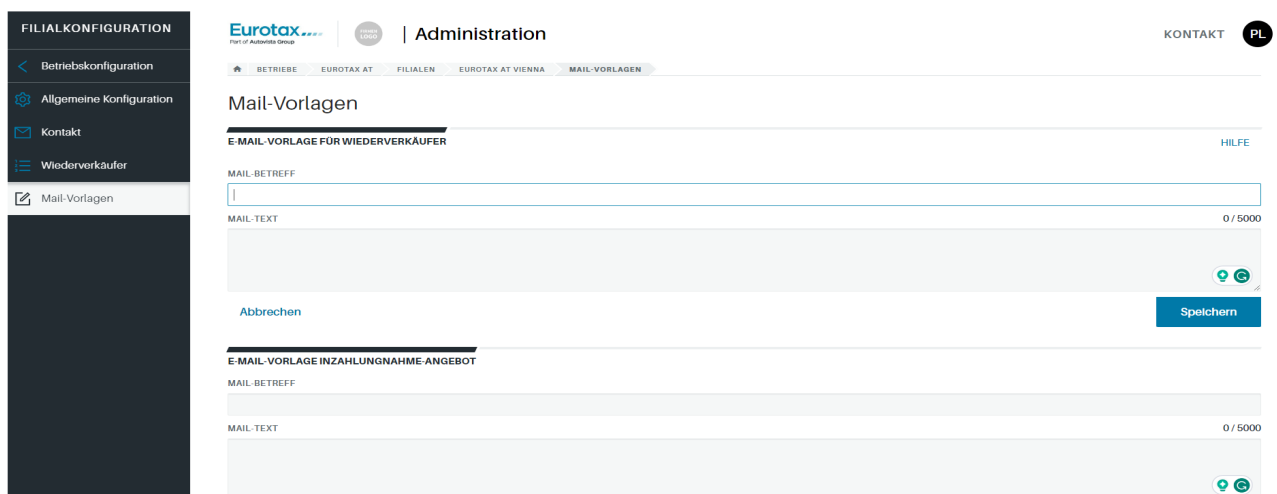 FILIALKONFIGURATION
Betriebskonfiguration
Allgemeine Konfiguration
Kontakt
Wiederverkäufer
Mail-Vorlagen
Eurotax
Part of Autovista Group
FIRMEN
LOGO
| Administration
KONTAKT
PL
BETRIEBE EUROTAX AT FILIALEN EUROTAX AT VIENNA MAIL-VORLAGEN
Mail-Vorlagen
E-MAIL-VORLAGE FÜR WIEDERVERKÄUFER
HILFE
MAIL-BETREFF
MAIL-TEXT 0 / 5000
Abbrechen Speichern
E-MAIL-VORLAGE INZAHLUNGNAHME-ANGEBOT
MAIL-BETREFF
MAIL-TEXT 0 / 5000